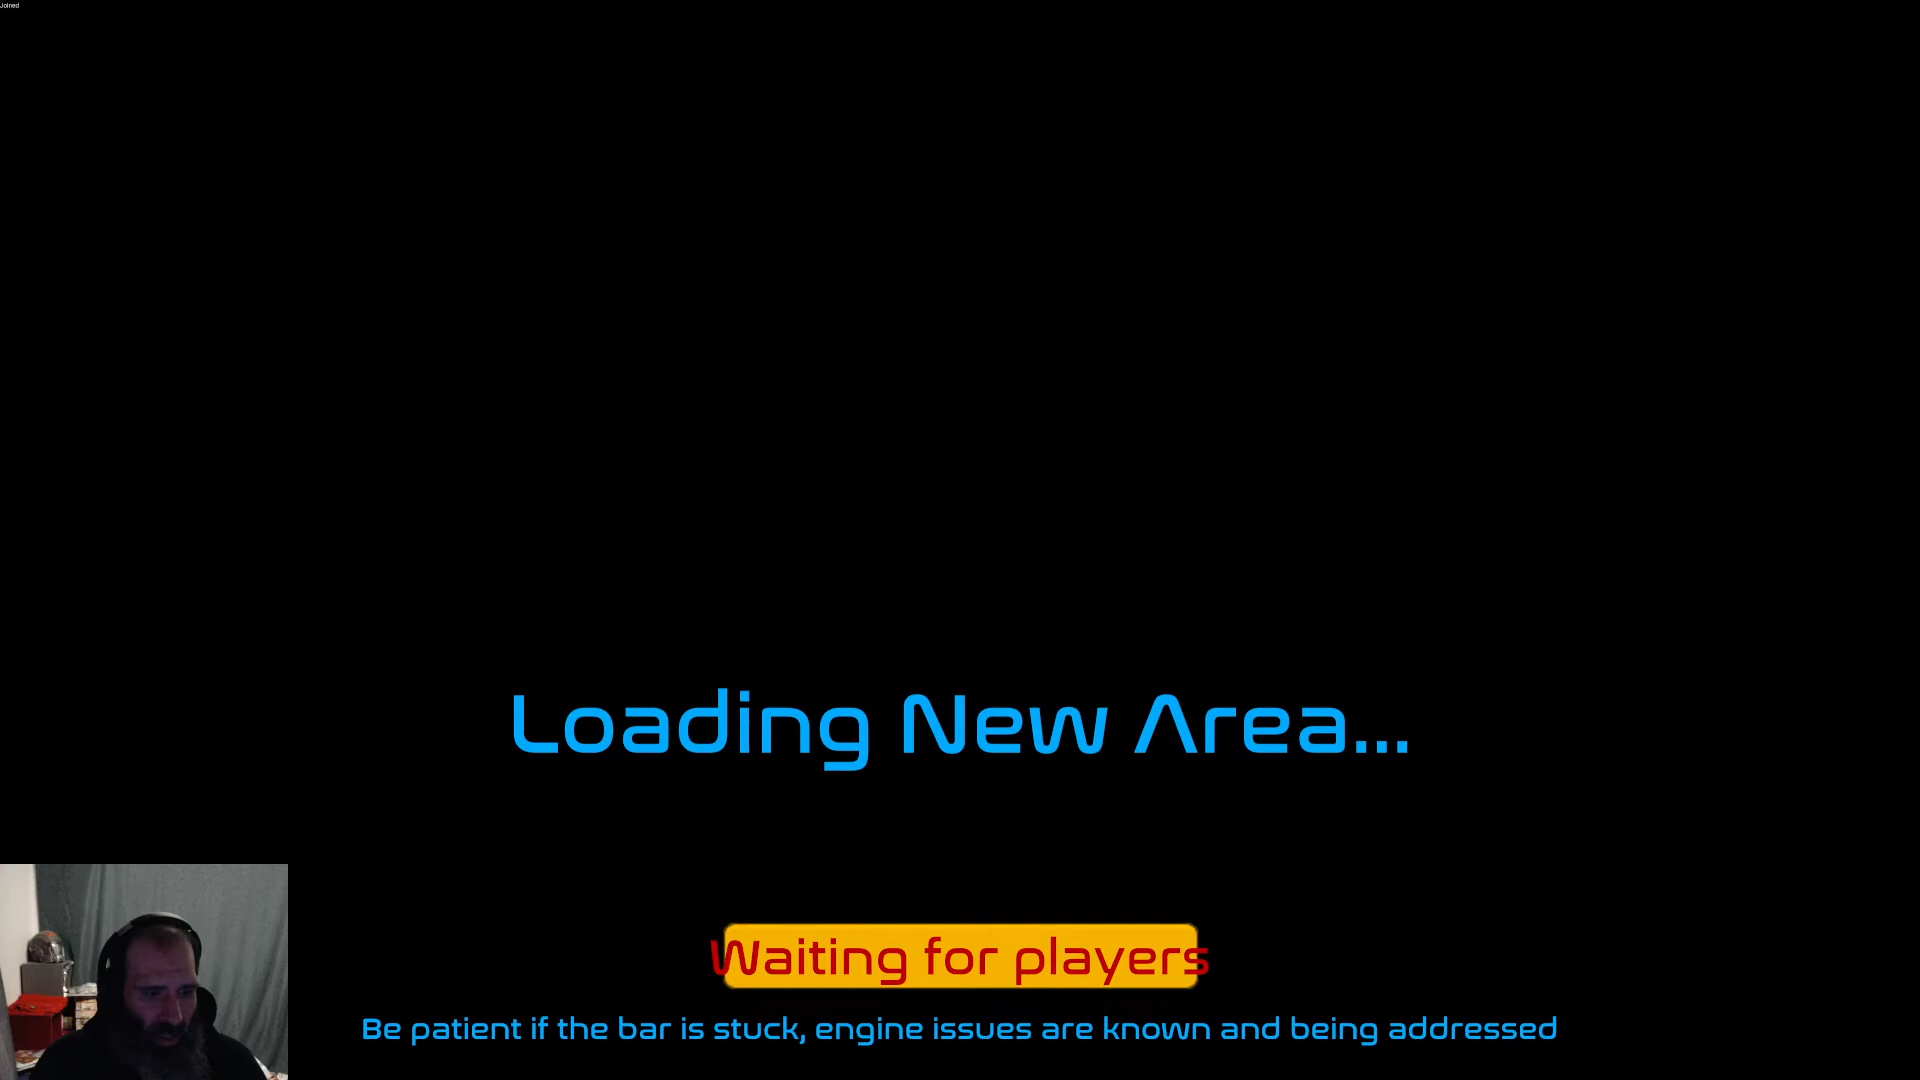 Joined
Loading New Area...
Waiting for players
Be patient if the bar is stuck, engine issues are known and being addressed